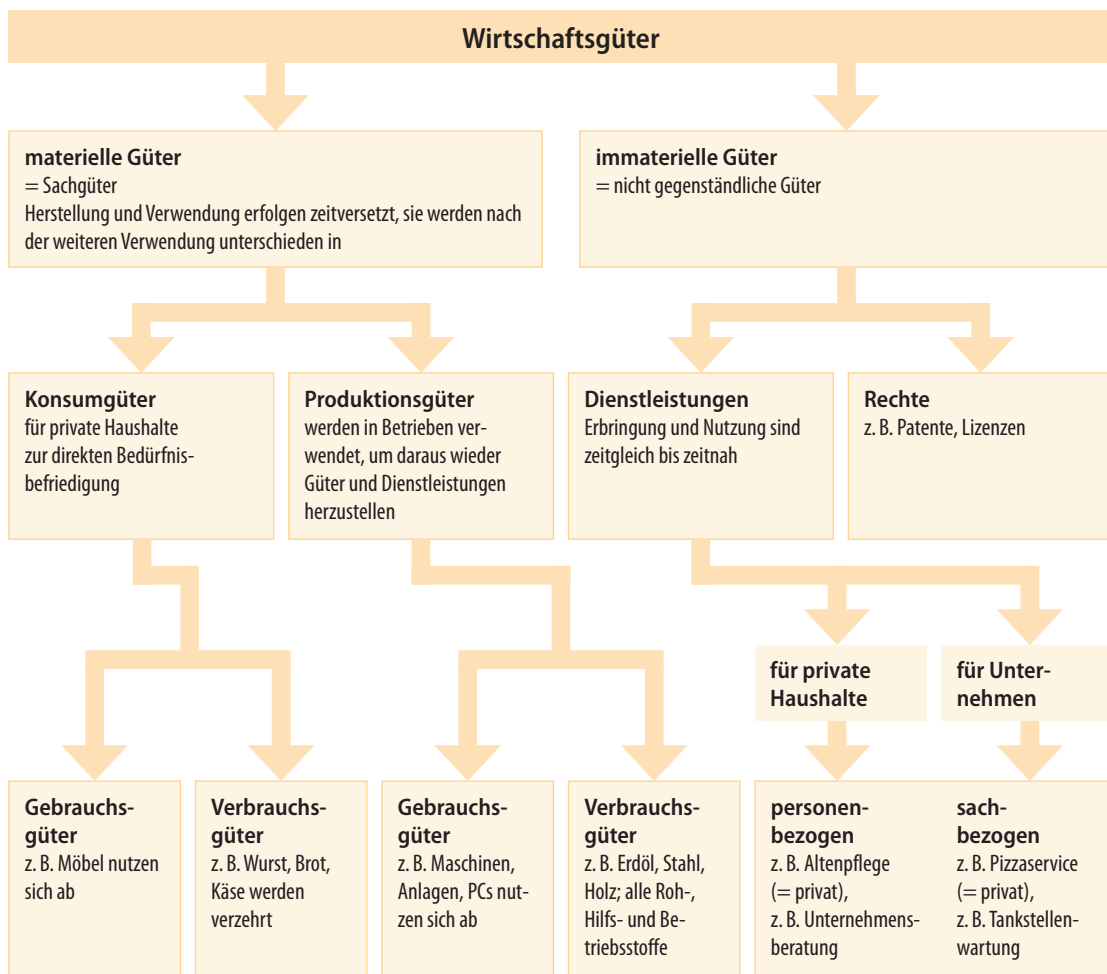 Wirtschaftsgüter
materielle Güter
= Sachgüter
Herstellung und Verwendung erfolgen zeitversetzt, sie werden nach
der weiteren Verwendung unterschieden in
immaterielle Güter
= nicht gegenständliche Güter
Konsumgüter
für private Haushalte
zur direkten Bedürfnis-
befriedigung
Produktionsgüter
werden in Betrieben ver-
wendet, um daraus wieder
Güter und Dienstleistungen
herzustellen
Dienstleistungen
Erbringung und Nutzung sind
zeitgleich bis zeitnah
Rechte
z. B. Patente, Lizenzen
für private
Haushalte
für Unter-
nehmen
Gebrauchs-
güter
z. B. Möbel nutzen
sich ab
Verbrauchs-
güter
z. B. Wurst, Brot,
Käse werden
verzehrt
Gebrauchs-
güter
z. B. Maschinen,
Anlagen, PCs nut-
zen sich ab
Verbrauchs-
güter
z. B. Erdöl, Stahl,
Holz; alle Roh-,
Hilfs- und Be-
triebsstoffe
personen-
bezogen
z. B. Altenpflege
(= privat),
z. B. Unternehmens-
beratung
sach-
bezogen
z. B. Pizzaservice
(= privat),
z. B. Tankstellen-
wartung